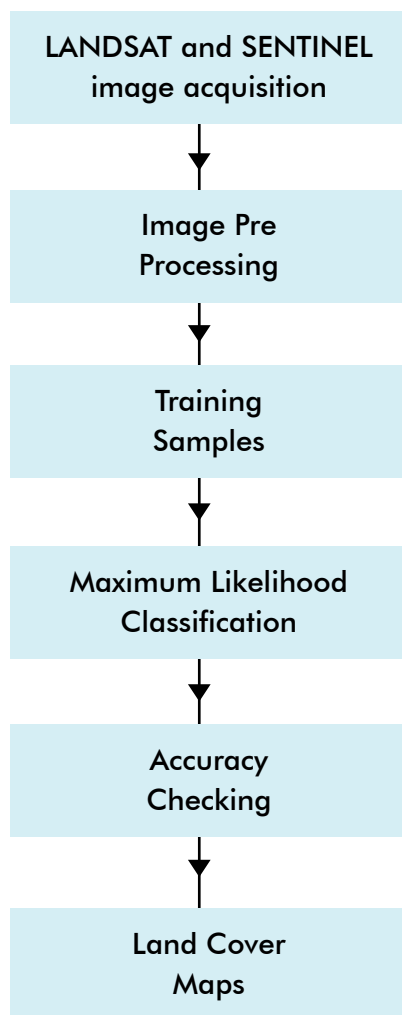 LANDSAT and SENTINEL
image acquisition
Image Pre
Processing
Training
Samples
Maximum Likelihood
Classification
Accuracy
Checking
Land Cover
Maps